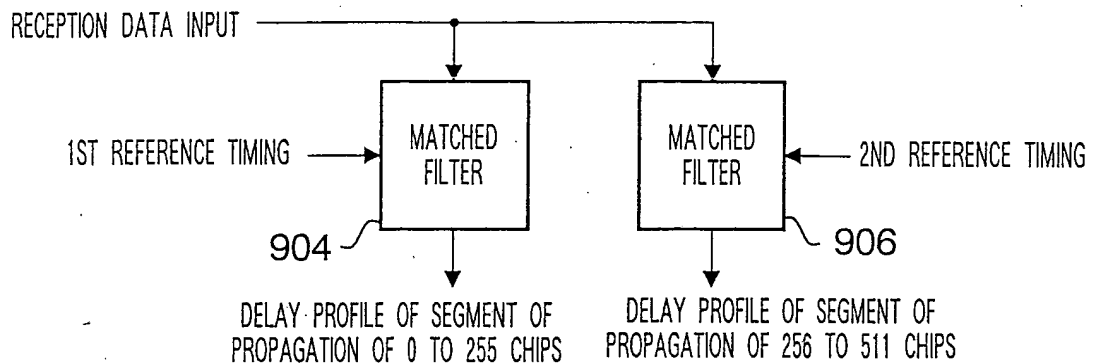 RECEPTION DATA INPUT
MATCHED
FILTER
MATCHED
FILTER
1ST REFERENCE TIMING
2ND REFERENCE TIMING
904
906
DELAY PROFILE OF SEGMENT OF
PROPAGATION OF 0 TO 255 CHIPS
DELAY PROFILE OF SEGMENT OF
PROPAGATION OF 256 TO 511 CHIPS